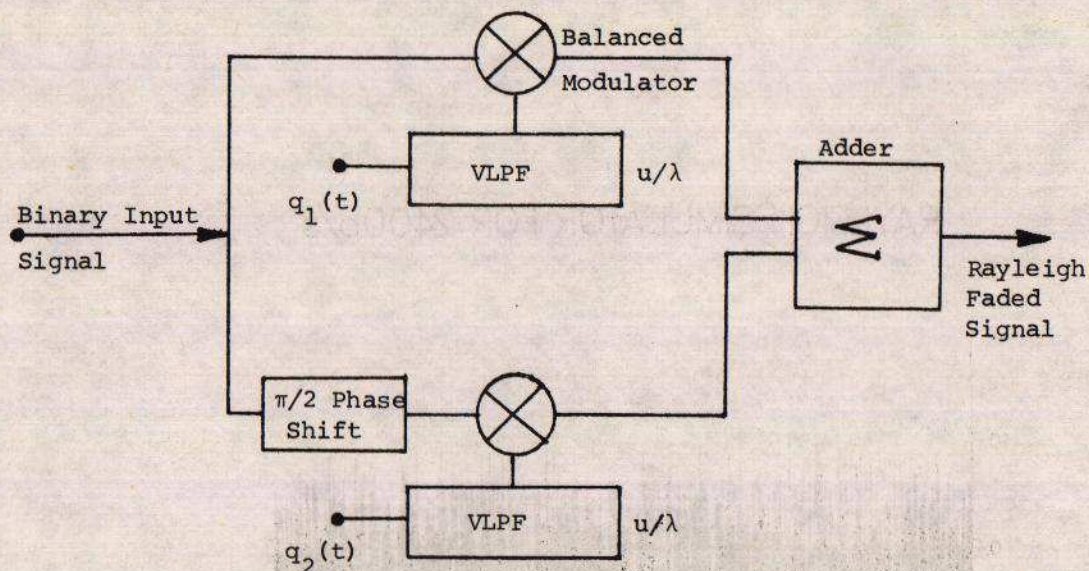 Balanced
Modulator
VLPF
u/λ
q₁(t)
Adder
Σ
Binary Input
Signal
Rayleigh
Faded
Signal
π/2 Phase
Shift
VLPF
u/λ
q₂(t)